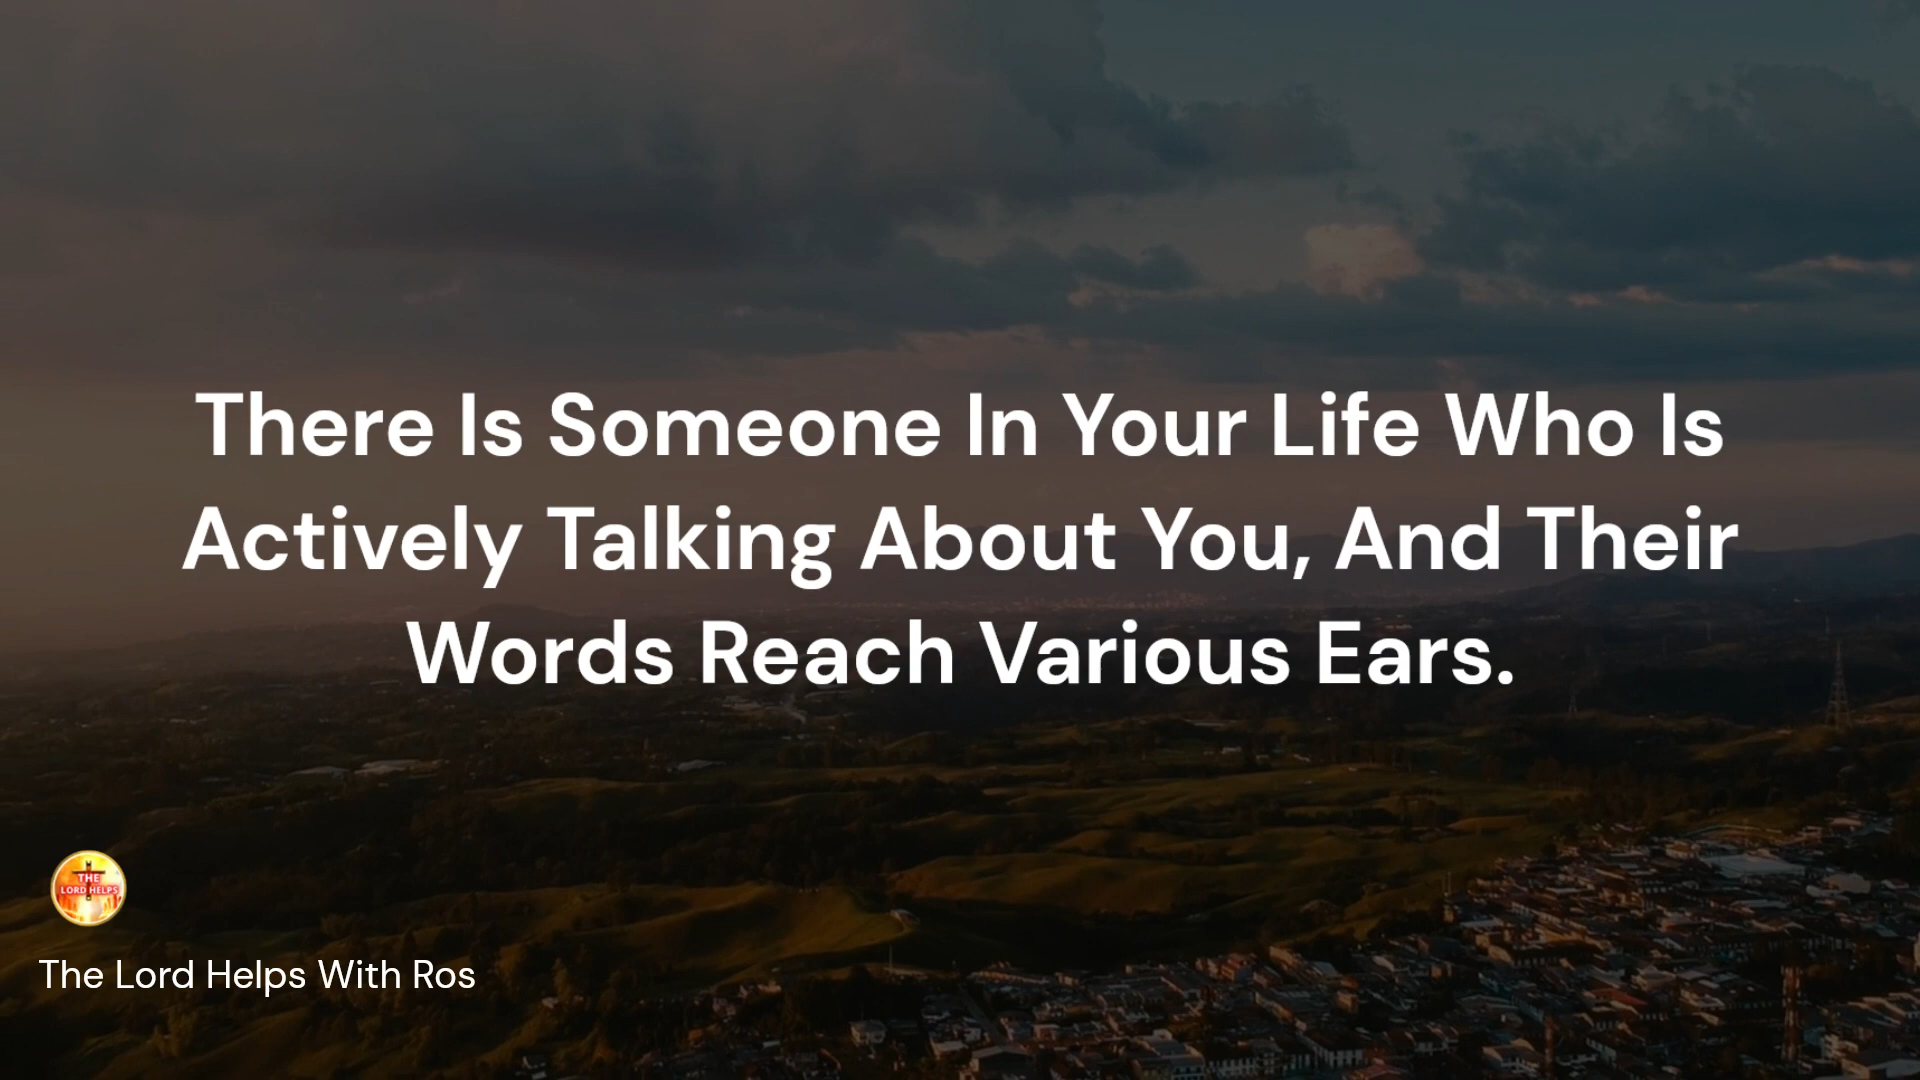 There Is Someone In Your Life Who Is
Actively Talking About You, And Their
Words Reach Various Ears.
THE
LORD HELPS
The Lord Helps With Ros